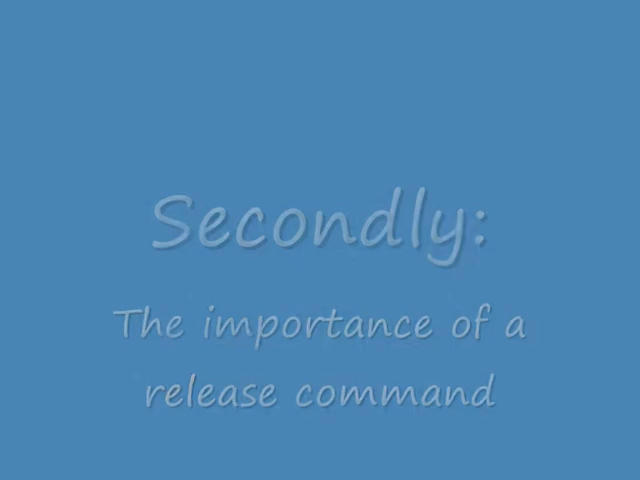 Secondly:
The importance of a
release command